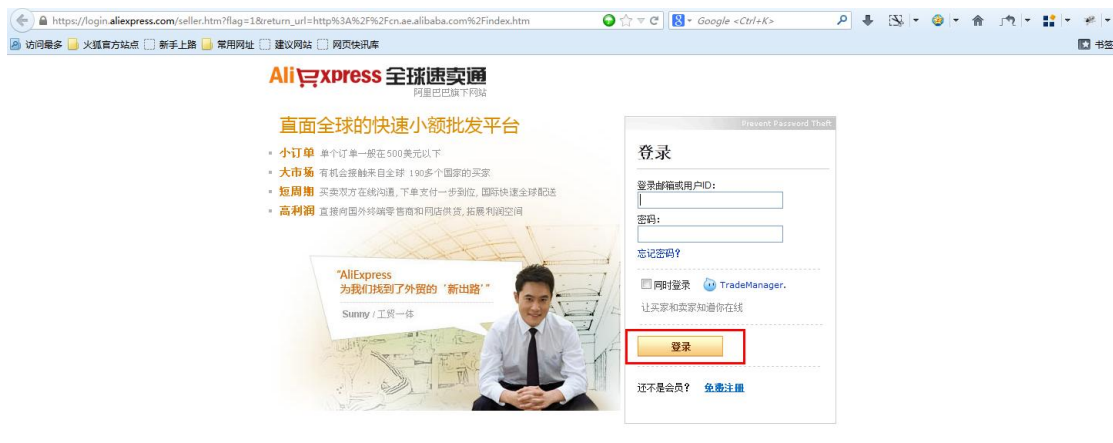 https://login.aliexpress.com/seller.htm?flag=1&return_url=http%3A%2F%2Fcn.ae.alibaba.com%2Findex.htm
Google <Ctrl+K>
访问最多 火狐官方站点 新手上路 常用网址 建议网站 网页快讯库 书签
AliExpress 全球速卖通
阿里巴巴旗下网站
直面全球的快速小额批发平台
小订单 单个订单一般在500美元以下
大市场 有机会接触来自全球 190多个国家的买家
短周期 买卖双方在线沟通, 下单支付一步到位, 国际快速全球配送
高利润 直接向国外终端零售商和网店供货, 拓展利润空间
"AliExpress
为我们找到了外贸的‘新出路’"
Sunny / 工贸一体
Prevent Password Theft
登录
登录邮箱或用户ID:
密码:
忘记密码?
同时登录 TradeManager.
让买家和卖家知道你在线
登录
还不是会员? 免费注册